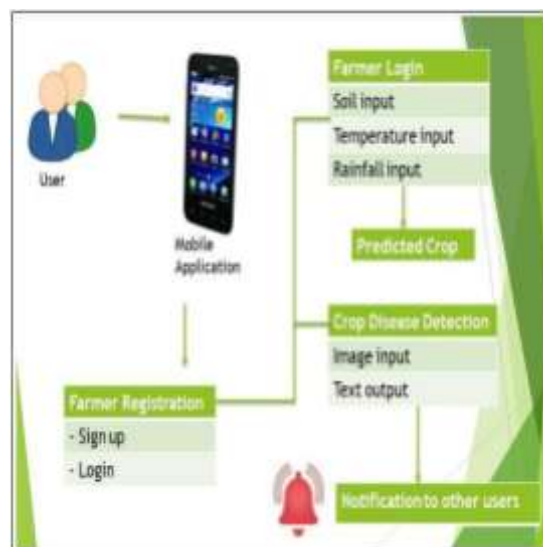 User
Mobile
Application
Farmer Registration
- Sign up
- Login
Farmer Login
Soil input
Temperature input
Rainfall input
Predicted Crop
Crop Disease Detection
Image input
Text output
Notification to other users